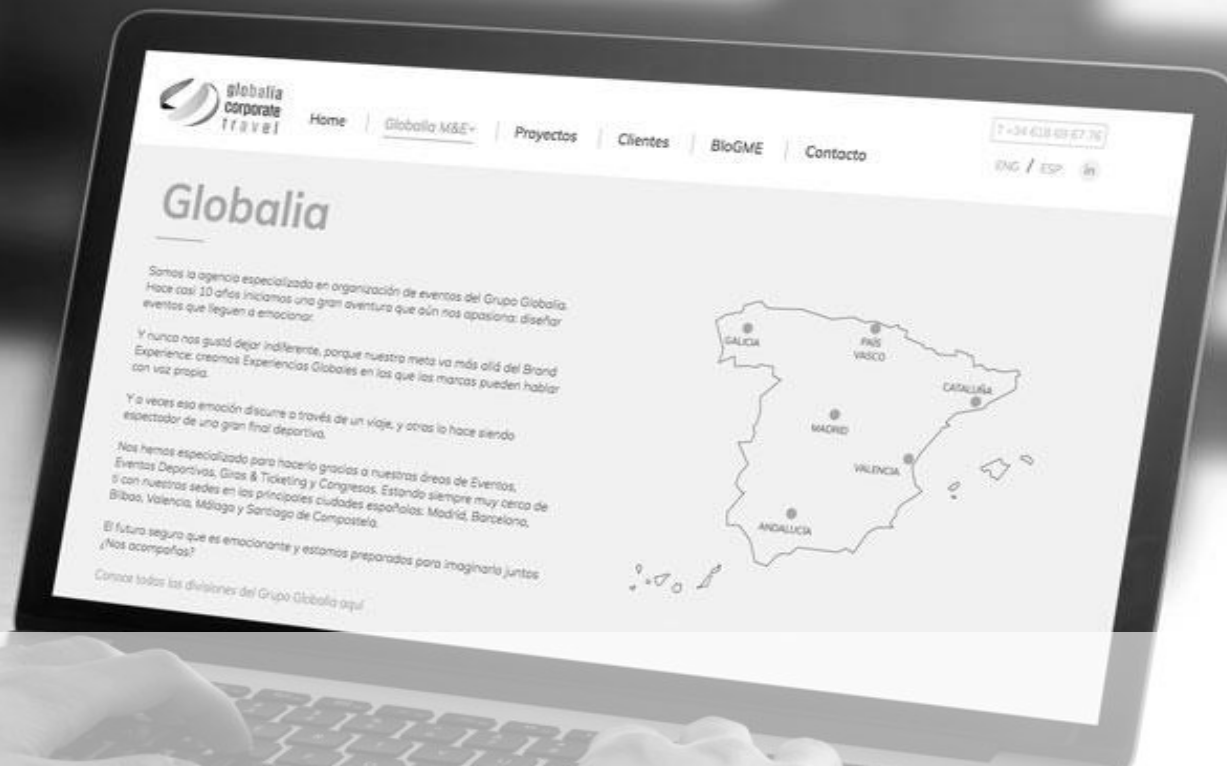 globalia
corporate
travel
Home
Globalia M&E+
Proyectos
Clientes
BloGME
Contacto
T +34 618 69 67 76
ENG / ESP
in
Globalia
Somos la agencia especializada en organización de eventos del Grupo Globalia.
Hace casi 10 años iniciamos una gran aventura que aún nos apasiona: diseñar
eventos que lleguen a emocionar.
Y nunca nos gustó dejar indiferente, porque nuestra meta va más allá del Brand
Experience: creamos Experiencias Globales en las que las marcas pueden hablar
con voz propia.
Y a veces esa emoción discurre a través de un viaje, y otras lo hace siendo
espectador de una gran final deportiva.
Nos hemos especializado para hacerlo gracias a nuestras áreas de Eventos,
Eventos Deportivos, Giras & Ticketing y Congresos. Estando siempre muy cerca de
ti con nuestras sedes en las principales ciudades españolas: Madrid, Barcelona,
Bilbao, Valencia, Málaga y Santiago de Compostela.
El futuro seguro que es emocionante y estamos preparados para imaginarlo juntos
¿Nos acompañas?
Conoce todas las divisiones del Grupo Globalia aquí
GALICIA
PAÍS
VASCO
CATALUÑA
MADRID
VALENCIA
ANDALUCÍA